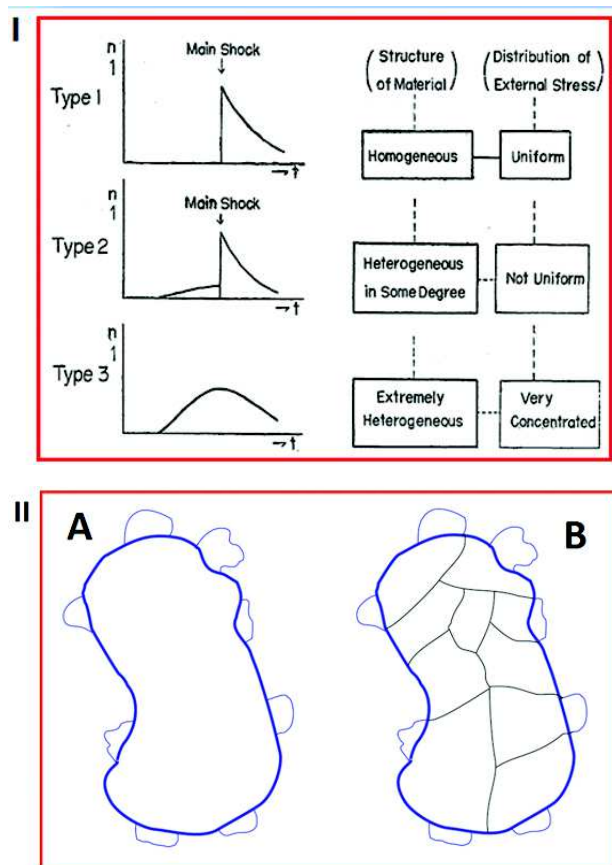 I
n
1
Main Shock
Type 1
→ t
n
1
Main Shock
Type 2
→ t
n
1
Type 3
→ t
(Structure
of Material)
(Distribution of
External Stress)
Homogeneous
Uniform
Heterogeneous
in Some Degree
Not Uniform
Extremely
Heterogeneous
Very
Concentrated
II
A
B